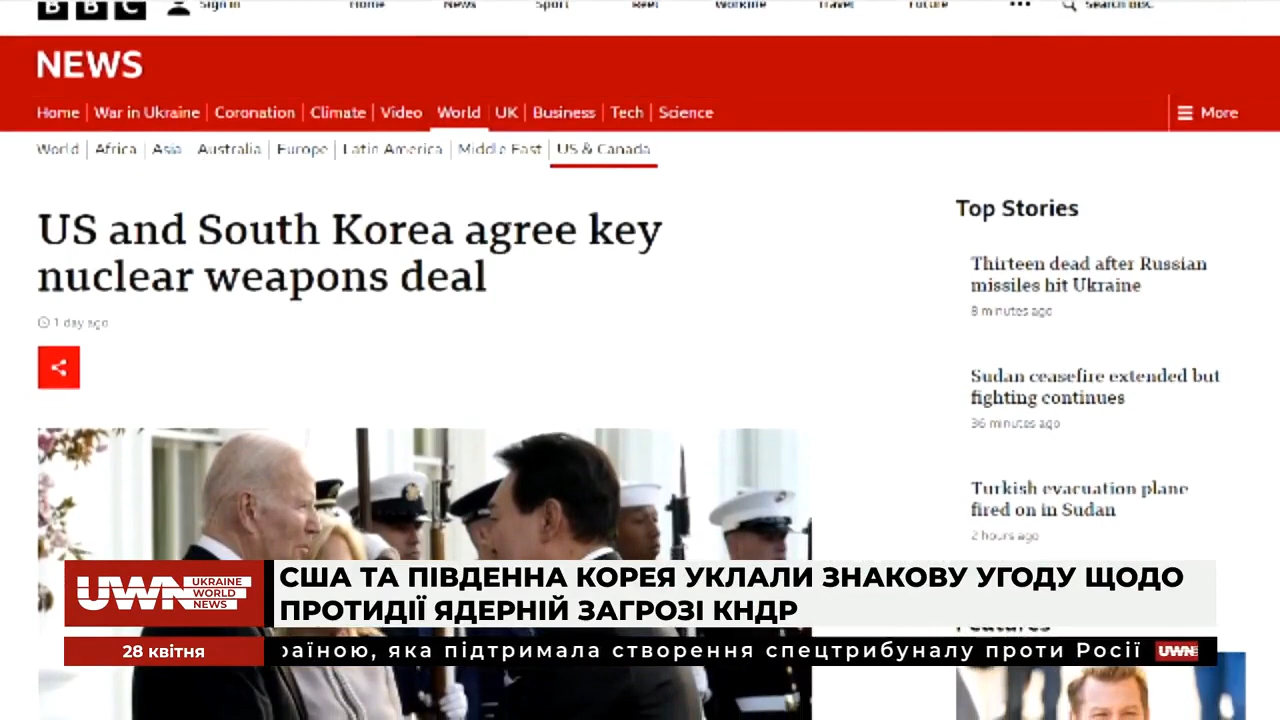 BBC
Sign in
Home News Sport Reel Worklife Travel Future ... Search BBC
NEWS
Home War in Ukraine Coronation Climate Video World UK Business Tech Science More
World Africa Asia Australia Europe Latin America Middle East US & Canada
US and South Korea agree key
nuclear weapons deal
1 day ago
Top Stories
Thirteen dead after Russian
missiles hit Ukraine
8 minutes ago
Sudan ceasefire extended but
fighting continues
36 minutes ago
Turkish evacuation plane
fired on in Sudan
2 hours ago
Features
UWN UKRAINE
WORLD
NEWS
США ТА ПІВДЕННА КОРЕЯ УКЛАЛИ ЗНАКОВУ УГОДУ ЩОДО
ПРОТИДІЇ ЯДЕРНІЙ ЗАГРОЗІ КНДР
28 квітня
раїною, яка підтримала створення спецтрибуналу проти Росії UWN